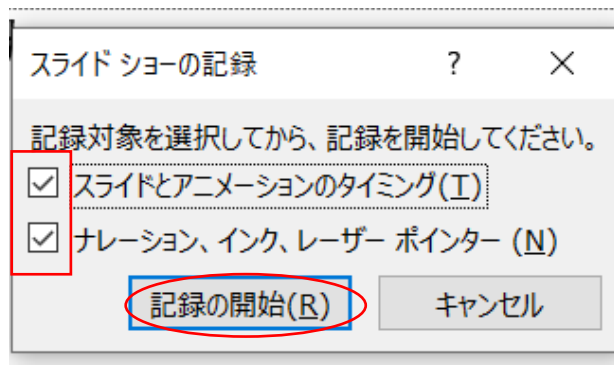 スライド ショーの記録 ?
記録対象を選択してから、記録を開始してください。
スライドとアニメーションのタイミング(T)
ナレーション、インク、レーザー ポインター (N)
記録の開始(R) キャンセル